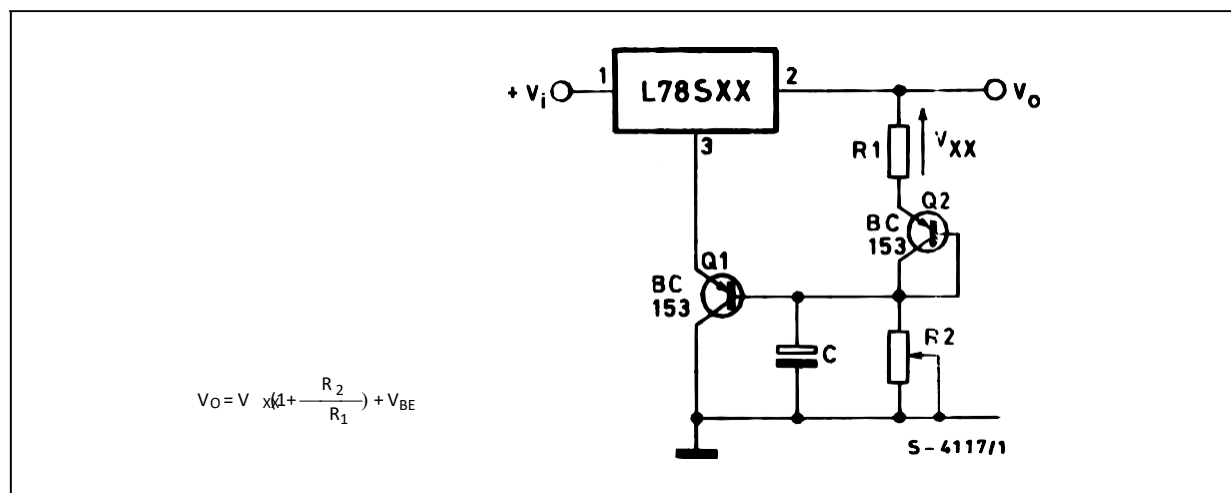 1 L78SXX 2
+ Vi Vo
3
R1 VXX
Q2
BC
153
Q1
BC
153
C
R2
VO = V XX(1+ R2 / R1) + VBE
S-4117/1